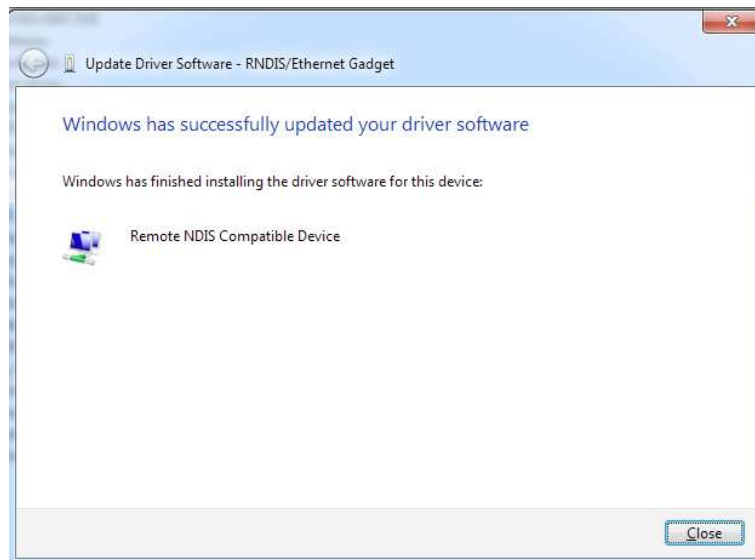 Update Driver Software - RNDIS/Ethernet Gadget
Windows has successfully updated your driver software
Windows has finished installing the driver software for this device:
Remote NDIS Compatible Device
Close